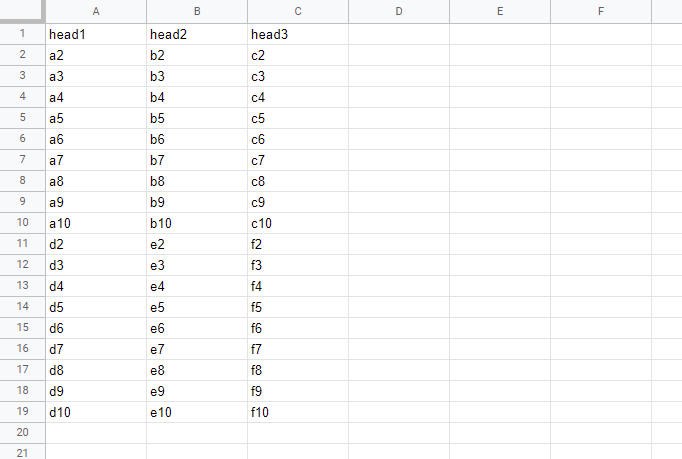 A B C D E F
1 head1 head2 head3
2 a2 b2 c2
3 a3 b3 c3
4 a4 b4 c4
5 a5 b5 c5
6 a6 b6 c6
7 a7 b7 c7
8 a8 b8 c8
9 a9 b9 c9
10 a10 b10 c10
11 d2 e2 f2
12 d3 e3 f3
13 d4 e4 f4
14 d5 e5 f5
15 d6 e6 f6
16 d7 e7 f7
17 d8 e8 f8
18 d9 e9 f9
19 d10 e10 f10
20
21